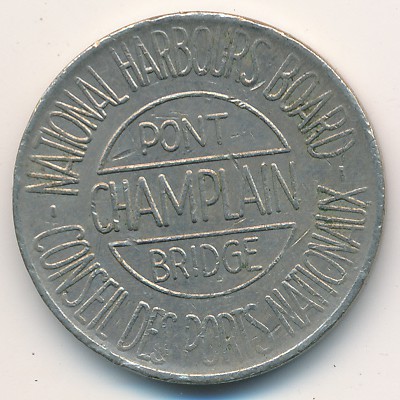 NATIONAL HARBOURS BOARD
PONT
CHAMPLAIN
BRIDGE
CONSEIL DES PORTS NATIONAUX